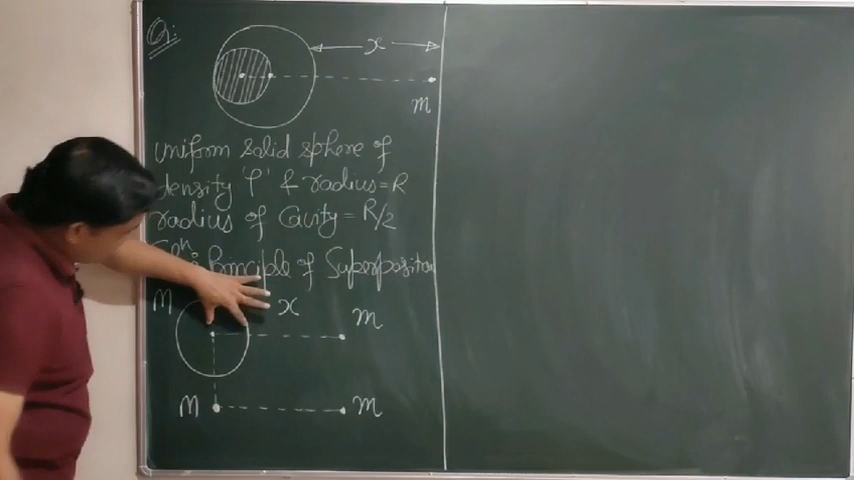 Q:
x
m
uniform solid sphere of
density 'ρ' & radius = R
radius of Cavity = R/2
Principle of Superposition
M x m
M m